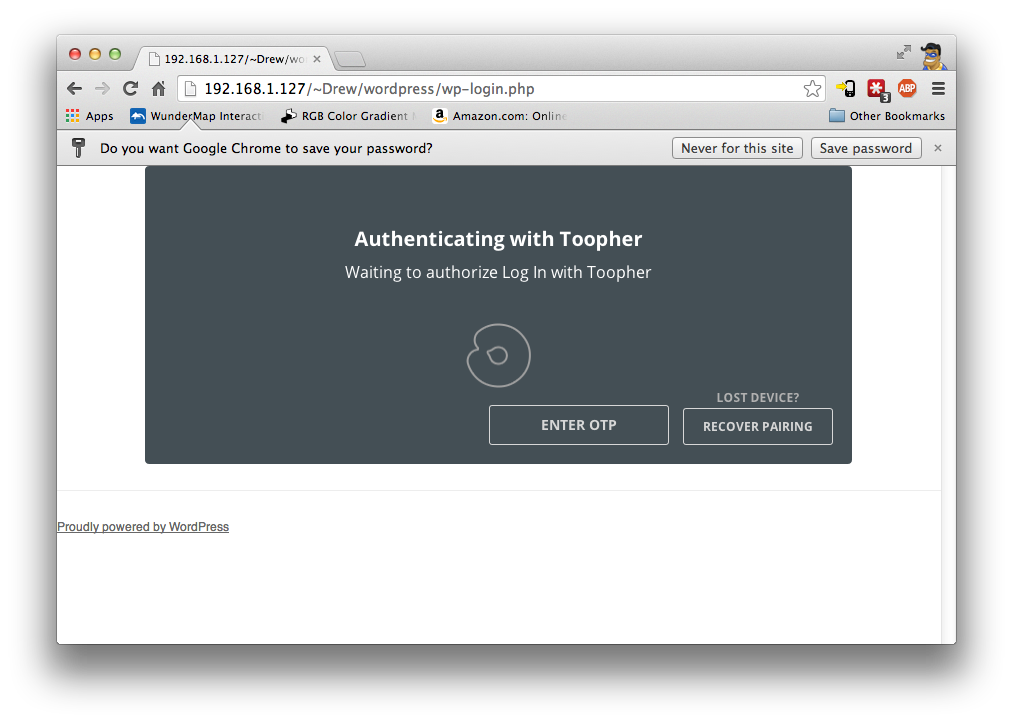 192.168.1.127/~Drew/wo
192.168.1.127/~Drew/wordpress/wp-login.php
3
ABP
Apps
WunderMap Interacti
RGB Color Gradient
Amazon.com: Online
Other Bookmarks
Do you want Google Chrome to save your password?
Never for this site
Save password
Authenticating with Toopher
Waiting to authorize Log In with Toopher
LOST DEVICE?
ENTER OTP
RECOVER PAIRING
Proudly powered by WordPress